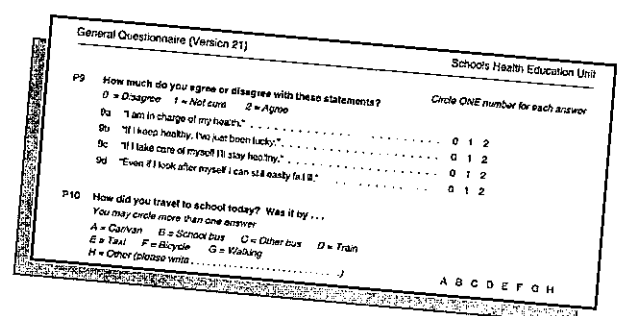 General Questionnaire (Version 21) Schools Health Education Unit
P9 How much do you agree or disagree with these statements? Circle ONE number for each answer
0 = Disagree 1 = Not sure 2 = Agree
9a "I am in charge of my health." . . . . . . . . . . . . . . . . . . . . . . . . . . . . 0 1 2
9b "If I keep healthy, I've just been lucky." . . . . . . . . . . . . . . . . . . . . . . . . 0 1 2
9c "If I take care of myself I'll stay healthy." . . . . . . . . . . . . . . . . . . . . . . . 0 1 2
9d "Even if I look after myself I can still easily fall ill." . . . . . . . . . . . . . . . . . . 0 1 2
P10 How did you travel to school today? Was it by . . .
You may circle more than one answer
A = Car/van B = School bus C = Other bus D = Train
E = Taxi F = Bicycle G = Walking
H = Other (please write . . . . . . . . . . . . . . . . . . . . . . . .) A B C D E F G H